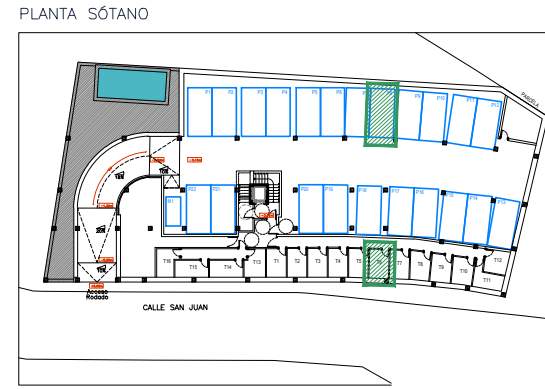 PLANTA SÓTANO
PARCELA
P1 P2 P3 P4 P5 P6 P9 P10 P11 P12
M1 P22 P21 P20 P19 P18 P17 P16 P15 P14 P13
T16 T15 T14 T13 T1 T2 T3 T4 T5 T7 T8 T9 T10 T11 T12
Acceso
Rodado
CALLE SAN JUAN